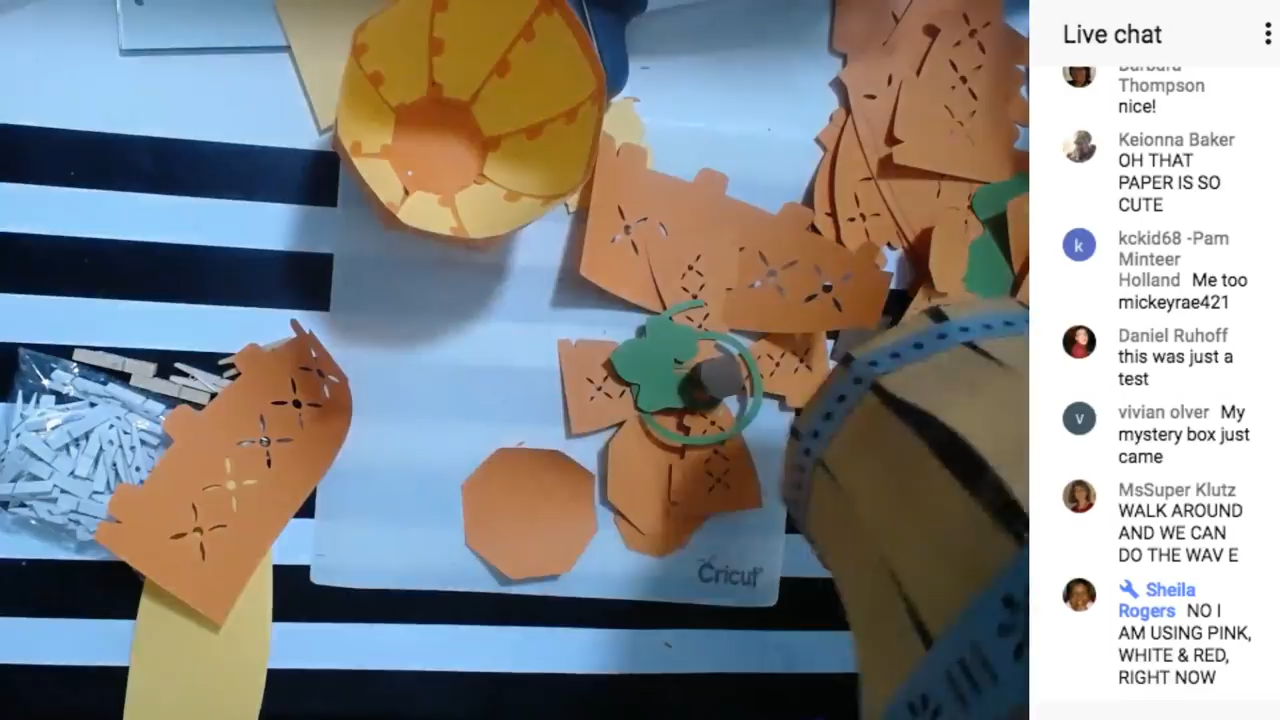 Live chat
Thompson
nice!
Keionna Baker
OH THAT
PAPER IS SO
CUTE
k
kckid68 -Pam
Minteer
Holland Me too
mickeyrae421
Daniel Ruhoff
this was just a
test
v
vivian olver My
mystery box just
came
MsSuper Klutz
WALK AROUND
AND WE CAN
DO THE WAV E
Sheila
Rogers NO I
AM USING PINK,
WHITE & RED,
RIGHT NOW
Cricut